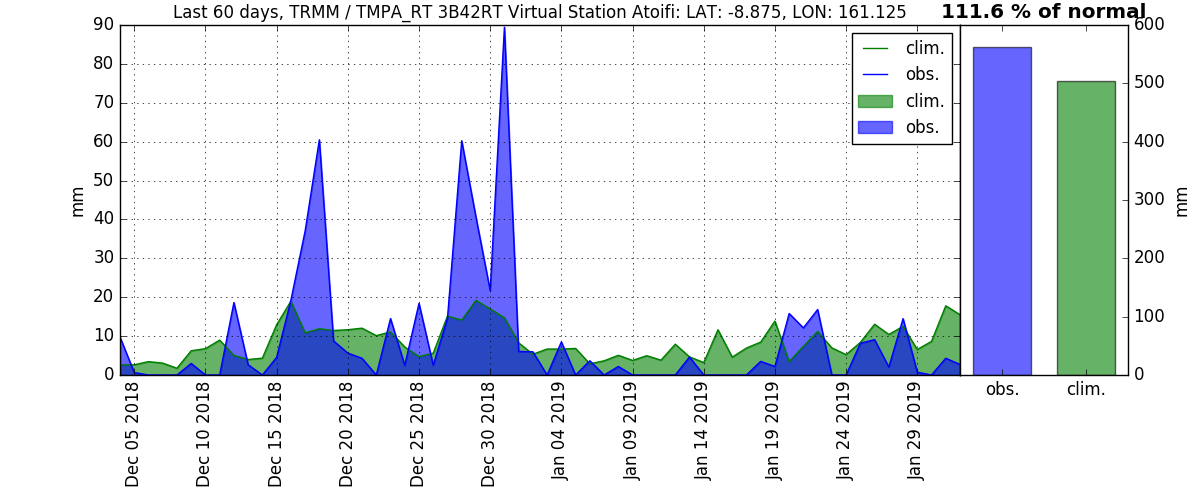 Last 60 days, TRMM / TMPA_RT 3B42RT Virtual Station Atoifi: LAT: -8.875, LON: 161.125
111.6 % of normal
90
80
70
60
50
40
30
20
10
0
mm
clim.
obs.
clim.
obs.
Dec 05 2018
Dec 10 2018
Dec 15 2018
Dec 20 2018
Dec 25 2018
Dec 30 2018
Jan 04 2019
Jan 09 2019
Jan 14 2019
Jan 19 2019
Jan 24 2019
Jan 29 2019
600
500
400
300
200
100
0
mm
obs.
clim.